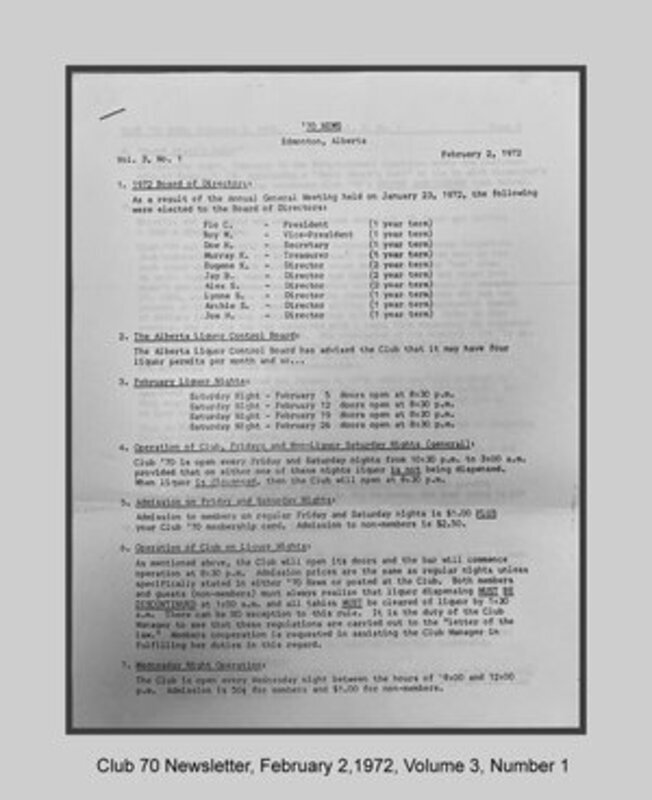 '70 NEWS
Edmonton, Alberta
Vol. 3, No. 1 February 2, 1972
1. 1972 Board of Directors:
As a result of the Annual General Meeting held on January 23, 1972, the following
were elected to the Board of Directors:
Flo C. - President (1 year term)
Roy M. - Vice-President (1 year term)
Dee K. - Secretary (1 year term)
Murray K. - Treasurer (1 year term)
Eugene K. - Director (2 year term)
Jay B. - Director (2 year term)
Alex S. - Director (2 year term)
Lynne S. - Director (1 year term)
Archie S. - Director (1 year term)
Joe H. - Director (1 year term)
2. The Alberta Liquor Control Board:
The Alberta Liquor Control Board has advised the Club that it may have four
liquor permits per month and so...
3. February Liquor Nights:
Saturday Night - February 5 doors open at 8:30 p.m.
Saturday Night - February 12 doors open at 8:30 p.m.
Saturday Night - February 19 doors open at 8:30 p.m.
Saturday Night - February 26 doors open at 8:30 p.m.
4. Operation of Club, Fridays and Non-Liquor Saturday Nights (general):
Club '70 is open every Friday and Saturday nights from 10:30 p.m. to 3:00 a.m.
provided that on either one of these nights liquor is not being dispensed.
When liquor is dispensed, then the Club will open at 8:30 p.m.
5. Admission on Friday and Saturday Nights:
Admission to members on regular Friday and Saturday nights is $1.00 PLUS
your Club '70 membership card. Admission to non-members is $2.50.
6. Operation of Club on Liquor Nights:
As mentioned above, the Club will open its doors and the bar will commence
operation at 8:30 p.m. Admission prices are the same as regular nights unless
specifically stated in either '70 News or posted at the Club. Both members
and guests (non-members) must always realize that liquor dispensing MUST BE
DISCONTINUED at 1:00 a.m. and all tables MUST be cleared of liquor by 1:30
a.m. There can be NO exception to this rule. It is the duty of the Club
Manager to see that these regulations are carried out to the "letter of the
law." Members cooperation is requested in assisting the Club Manager in
fulfilling her duties in this regard.
7. Wednesday Night Operation:
The Club is open every Wednesday night between the hours of 9:00 and 12:00
p.m. Admission is 50¢ for members and $1.00 for non-members.
Club 70 Newsletter, February 2,1972, Volume 3, Number 1